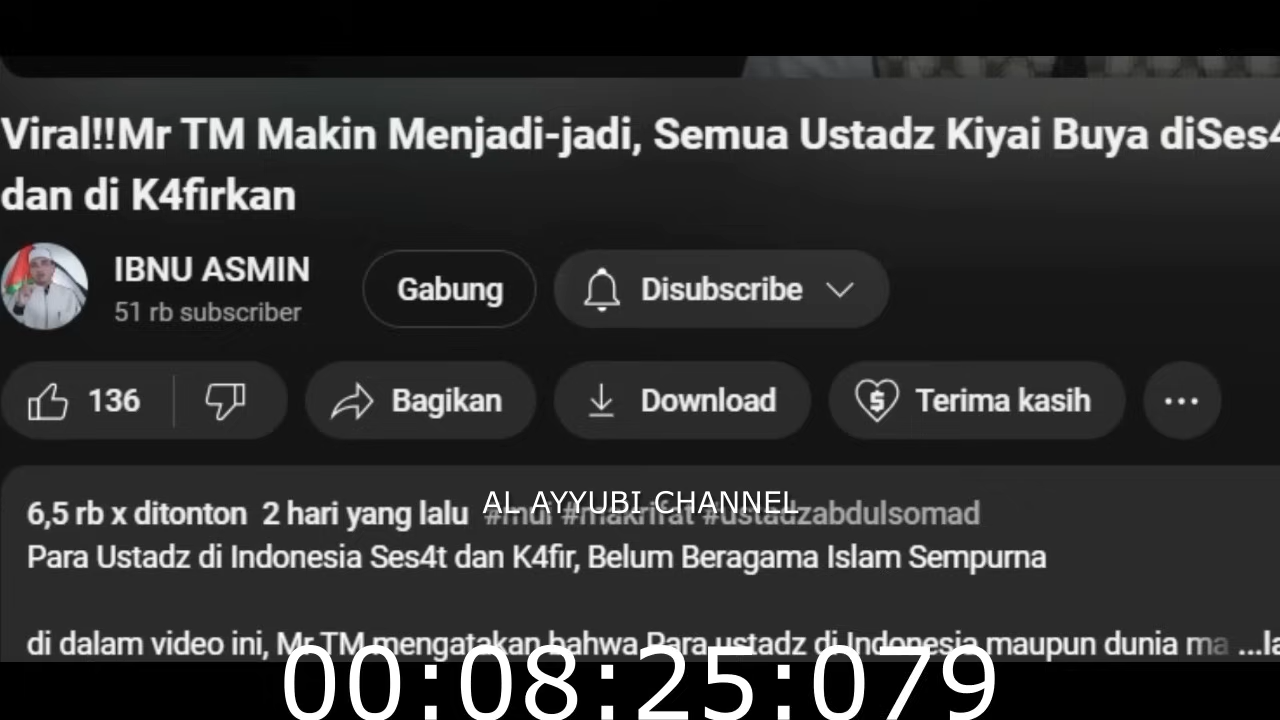 Viral!!Mr TM Makin Menjadi-jadi, Semua Ustadz Kiyai Buya diSes4
dan di K4firkan
IBNU ASMIN
51 rb subscriber
Gabung
Disubscribe
136
Bagikan
Download
Terima kasih
AL AYYUBI CHANNEL
6,5 rb x ditonton 2 hari yang lalu #mui #makrifat #ustadzabdulsomad
Para Ustadz di Indonesia Ses4t dan K4fir, Belum Beragama Islam Sempurna
di dalam video ini, Mr TM mengatakan bahwa Para ustadz di Indonesia maupun dunia ma ...la
00:08:25:079